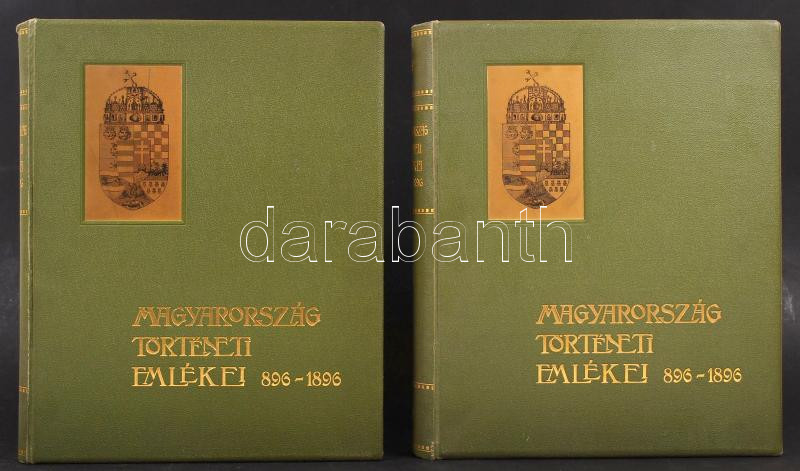 MAGYARORSZÁG
TÖRTÉNETI
EMLÉKEI 896-1896
MAGYARORSZÁG
TÖRTÉNETI
EMLÉKEI 896-1896
darabanth